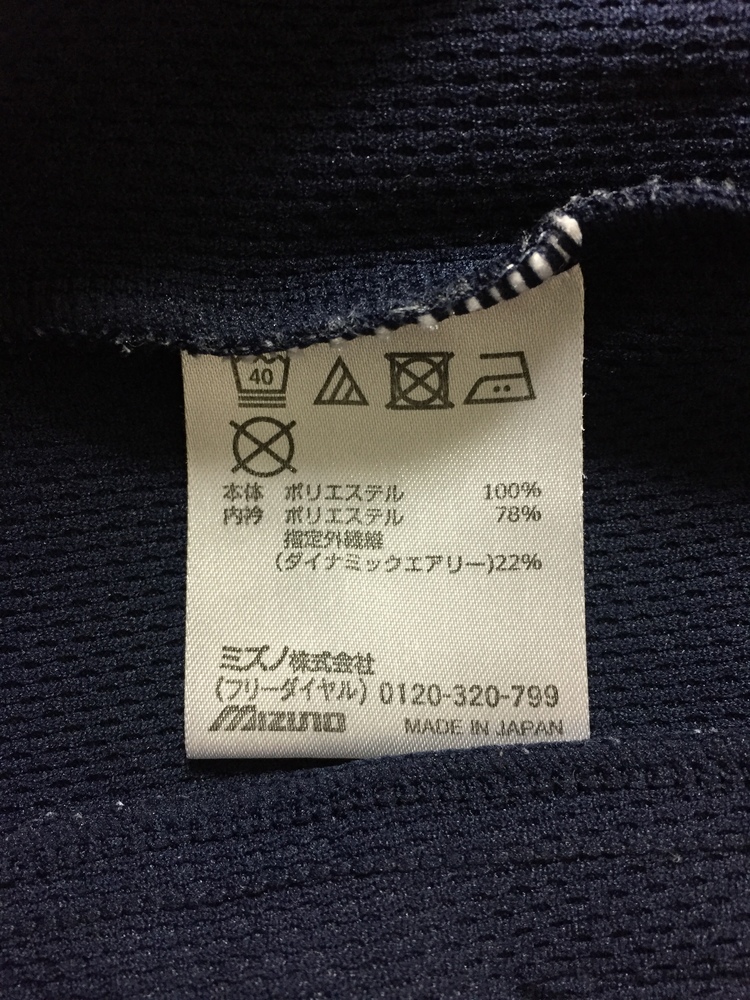 40
本体 ポリエステル 100%
内衿 ポリエステル 78%
指定外繊維
(ダイナミックエアリー)22%
ミズノ株式会社
(フリーダイヤル) 0120-320-799
MIZUNO MADE IN JAPAN